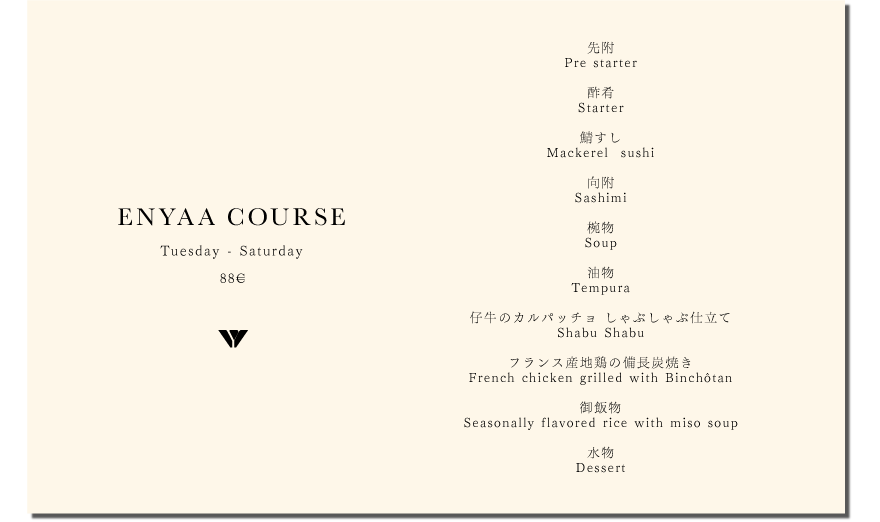 ENYAA COURSE
Tuesday - Saturday
88€
先附
Pre starter
酢肴
Starter
鯖すし
Mackerel sushi
向附
Sashimi
椀物
Soup
油物
Tempura
仔牛のカルパッチョ しゃぶしゃぶ仕立て
Shabu Shabu
フランス産地鶏の備長炭焼き
French chicken grilled with Binchôtan
御飯物
Seasonally flavored rice with miso soup
水物
Dessert